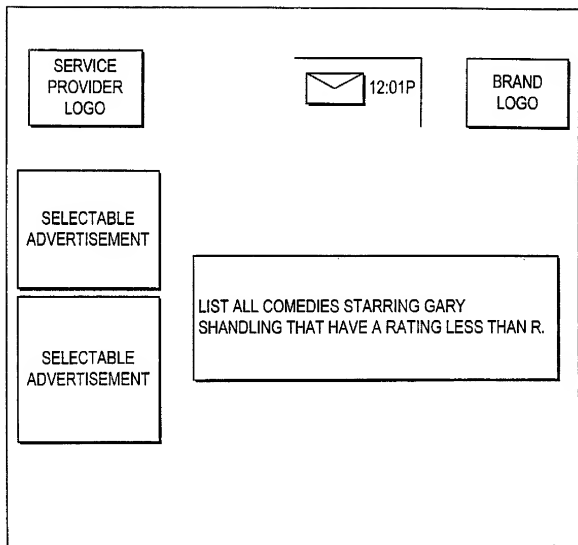 SERVICE
PROVIDER
LOGO
12:01P
BRAND
LOGO
SELECTABLE
ADVERTISEMENT
LIST ALL COMEDIES STARRING GARY
SHANDLING THAT HAVE A RATING LESS THAN R.
SELECTABLE
ADVERTISEMENT